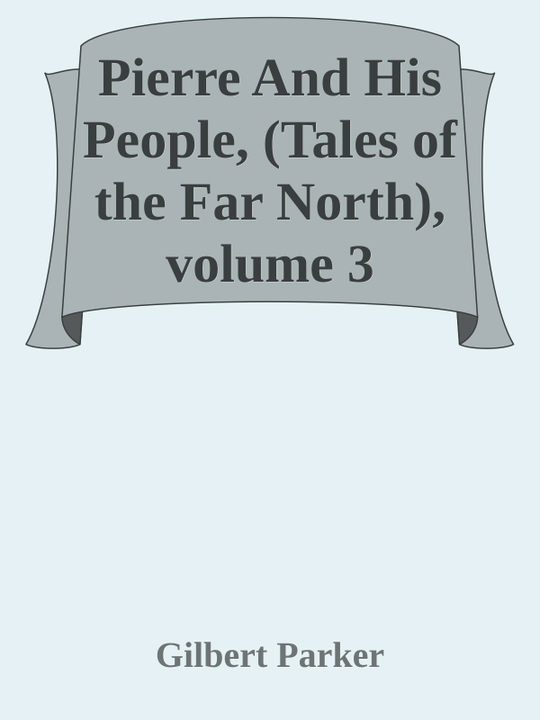 Pierre And His
People, (Tales of
the Far North),
volume 3
Gilbert Parker